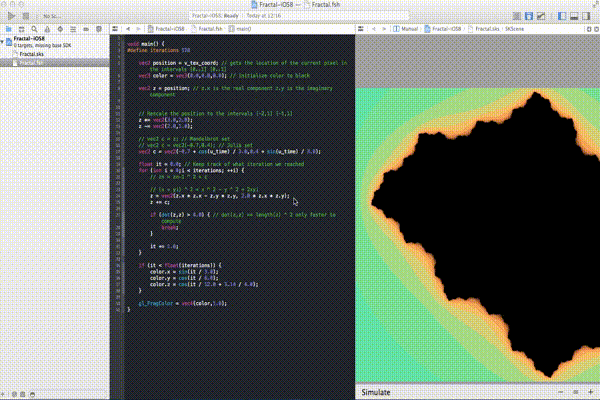 Fractal-iOS8 — Fractal.fsh
No Sc...
Fractal-iOS8: Ready | Today at 12:16
Fractal-iOS8
0 targets, missing base SDK
Fractal.sks
Fractal.fsh
Fractal-iOS8 Fractal.fsh main()
Manual Fractal-iOS8 Fractal.sks SKScene
void main() {
#define iterations 128
vec2 position = v_tex_coord; // gets the location of the current pixel in
the intervals [0..1] [0..1]
vec3 color = vec3(0.0,0.0,0.0); // initialize color to black
vec2 z = position; // z.x is the real component z.y is the imaginary
component
// Rescale the position to the intervals [-2,1] [-1,1]
z *= vec2(3.0,2.0);
z -= vec2(2.0,1.0);
// vec2 c = z; // Mandelbrot set
// vec2 c = vec2(-0.7,0.4); // Julia set
vec2 c = vec2(-0.7 + cos(u_time) / 3.0,0.4 + sin(u_time) / 3.0);
float it = 0.0; // Keep track of what iteration we reached
for (int i = 0;i < iterations; ++i) {
// zn = zn-1 ^ 2 + c
// (x + yi) ^ 2 = x ^ 2 - y ^ 2 + 2xyi
z = vec2(z.x * z.x - z.y * z.y, 2.0 * z.x * z.y);
z += c;
if (dot(z,z) > 4.0) { // dot(z,z) == length(z) ^ 2 only faster to
compute
break;
}
it += 1.0;
}
if (it < float(iterations)) {
color.x = sin(it / 3.0);
color.y = cos(it / 6.0);
color.z = cos(it / 12.0 + 3.14 / 4.0);
}
gl_FragColor = vec4(color,1.0);
}
Simulate